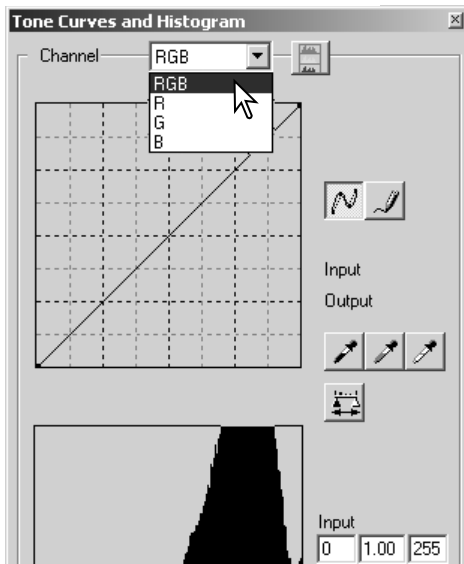 Tone Curves and Histogram
Channel
RGB
RGB
R
G
B
Input
Output
Input
0 1.00 255